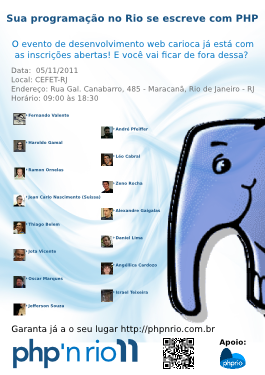 Sua programação no Rio se escreve com PHP
O evento de desenvolvimento web carioca já está com
as inscrições abertas! E você vai ficar de fora dessa?
Data: 05/11/2011
Local: CEFET-RJ
Endereço: Rua Gal. Canabarro, 485 - Maracanã, Rio de Janeiro - RJ
Horário: 09:00 às 18:30
Fernando Valente
André Pfeiffer
Haroldo Gamal
Léo Cabral
Ramon Ornelas
Zeno Rocha
Jean Carlo Nascimento (Suissa)
Alexandre Gaigalas
Thiago Belem
Daniel Lima
Jota Vicente
Angélica Cardozo
Oscar Marques
Israel Teixeira
Jefferson Souza
Garanta já a o seu lugar http://phpnrio.com.br
php'n rio11
Apoio:
phprio